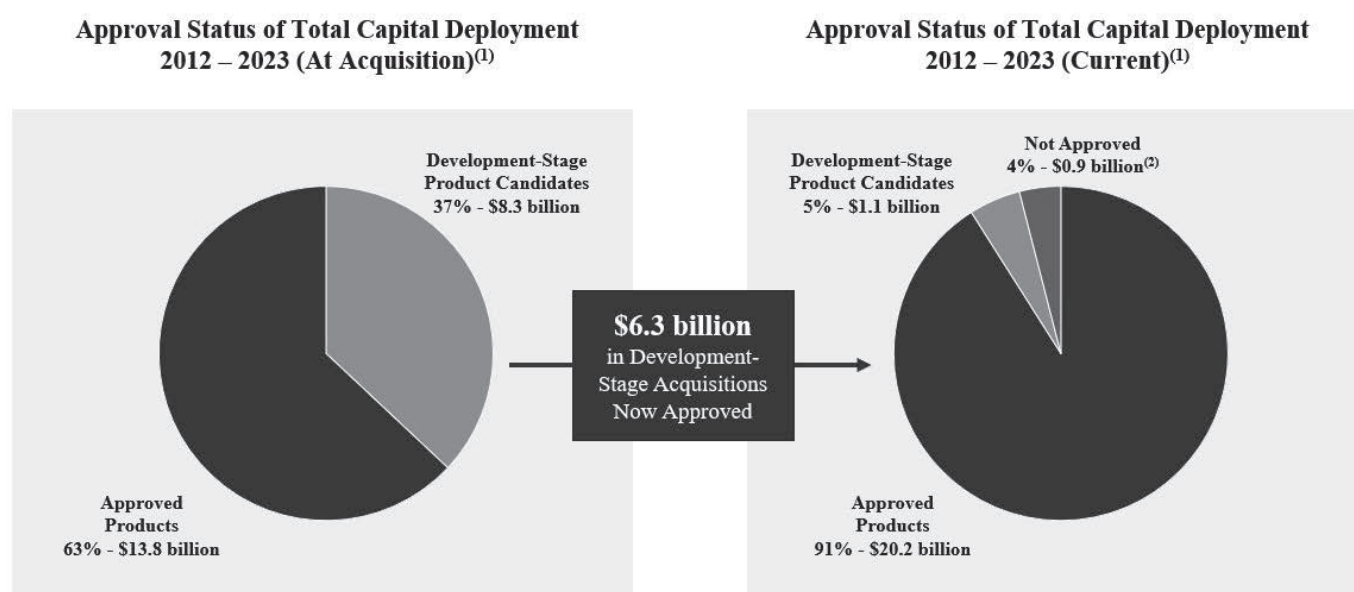 Approval Status of Total Capital Deployment
2012 – 2023 (At Acquisition)(1)
Development-Stage
Product Candidates
37% - $8.3 billion
Approved
Products
63% - $13.8 billion
$6.3 billion
in Development-
Stage Acquisitions
Now Approved
Approval Status of Total Capital Deployment
2012 – 2023 (Current)(1)
Development-Stage
Product Candidates
5% - $1.1 billion
Not Approved
4% - $0.9 billion(2)
Approved
Products
91% - $20.2 billion